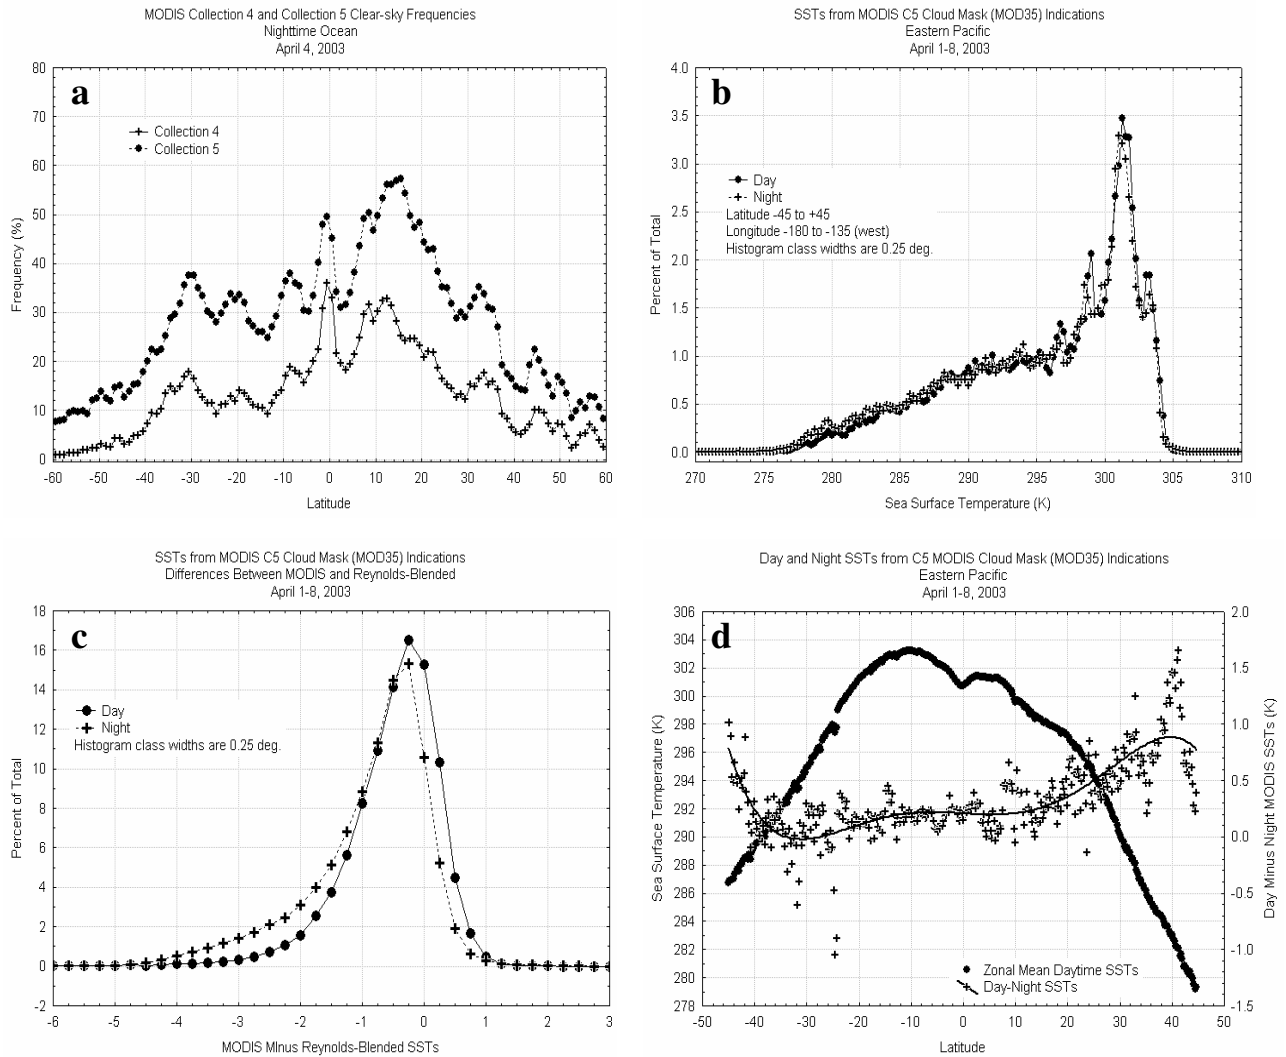 MODIS Collection 4 and Collection 5 Clear-sky Frequencies
Nighttime Ocean
April 4, 2003
80
70
60
50
40
30
20
10
0
Frequency (%)
a
Collection 4
Collection 5
-60 -50 -40 -30 -20 -10 0 10 20 30 40 50 60
Latitude
SSTs from MODIS C5 Cloud Mask (MOD35) Indications
Eastern Pacific
April 1-8, 2003
4.0
3.5
3.0
2.5
2.0
1.5
1.0
0.5
0.0
Percent of Total
b
Day
Night
Latitude -45 to +45
Longitude -180 to -135 (west)
Histogram class widths are 0.25 deg.
270 275 280 285 290 295 300 305 310
Sea Surface Temperature (K)
SSTs from MODIS C5 Cloud Mask (MOD35) Indications
Differences Between MODIS and Reynolds-Blended
April 1-8, 2003
18
16
14
12
10
8
6
4
2
0
-2
Percent of Total
c
Day
Night
Histogram class widths are 0.25 deg.
-6 -5 -4 -3 -2 -1 0 1 2 3
MODIS MInus Reynolds-Blended SSTs
Day and Night SSTs from C5 MODIS Cloud Mask (MOD35) Indications
Eastern Pacific
April 1-8, 2003
306
304
302
300
298
296
294
292
290
288
286
284
282
280
278
Sea Surface Temperature (K)
d
Zonal Mean Daytime SSTs
Day-Night SSTs
2.0
1.5
1.0
0.5
0.0
-0.5
-1.0
-1.5
Day Minus Night MODIS SSTs (K)
-50 -40 -30 -20 -10 0 10 20 30 40 50
Latitude